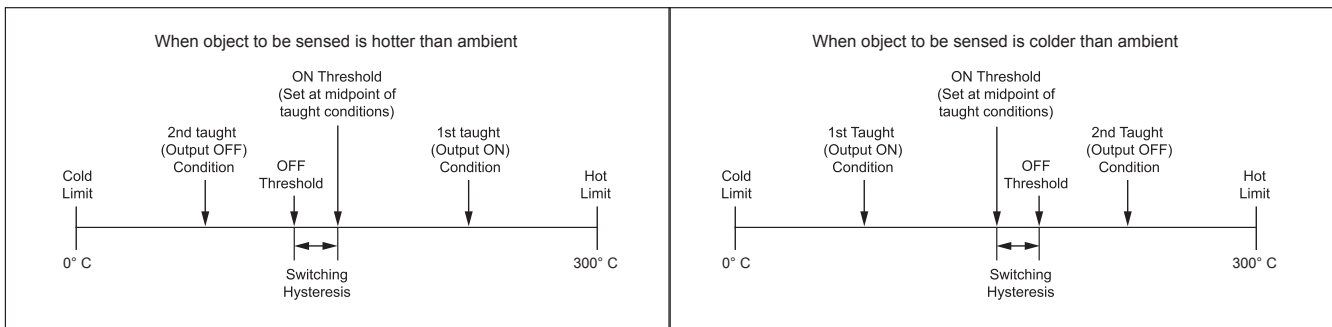 When object to be sensed is hotter than ambient
ON Threshold
(Set at midpoint of
taught conditions)
2nd taught
(Output OFF)
Condition
1st taught
(Output ON)
Condition
OFF
Threshold
Cold
Limit
Hot
Limit
0° C
300° C
Switching
Hysteresis
When object to be sensed is colder than ambient
ON Threshold
(Set at midpoint of
taught conditions)
1st Taught
(Output ON)
Condition
2nd Taught
(Output OFF)
Condition
OFF
Threshold
Cold
Limit
Hot
Limit
0° C
300° C
Switching
Hysteresis